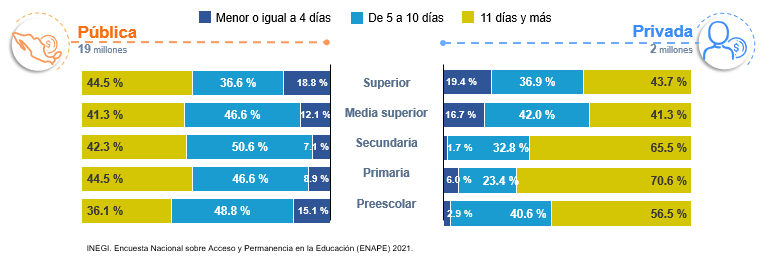 Menor o igual a 4 días De 5 a 10 días 11 días y más
Pública Privada
19 millones 2 millones
44.5 % 36.6 % 18.8 % Superior 19.4 % 36.9 % 43.7 %
41.3 % 46.6 % 12.1 % Media superior 16.7 % 42.0 % 41.3 %
42.3 % 50.6 % 7.1 % Secundaria 1.7 % 32.8 % 65.5 %
44.5 % 46.6 % 8.9 % Primaria 6.0 % 23.4 % 70.6 %
36.1 % 48.8 % 15.1 % Preescolar 2.9 % 40.6 % 56.5 %
INEGI. Encuesta Nacional sobre Acceso y Permanencia en la Educación (ENAPE) 2021.